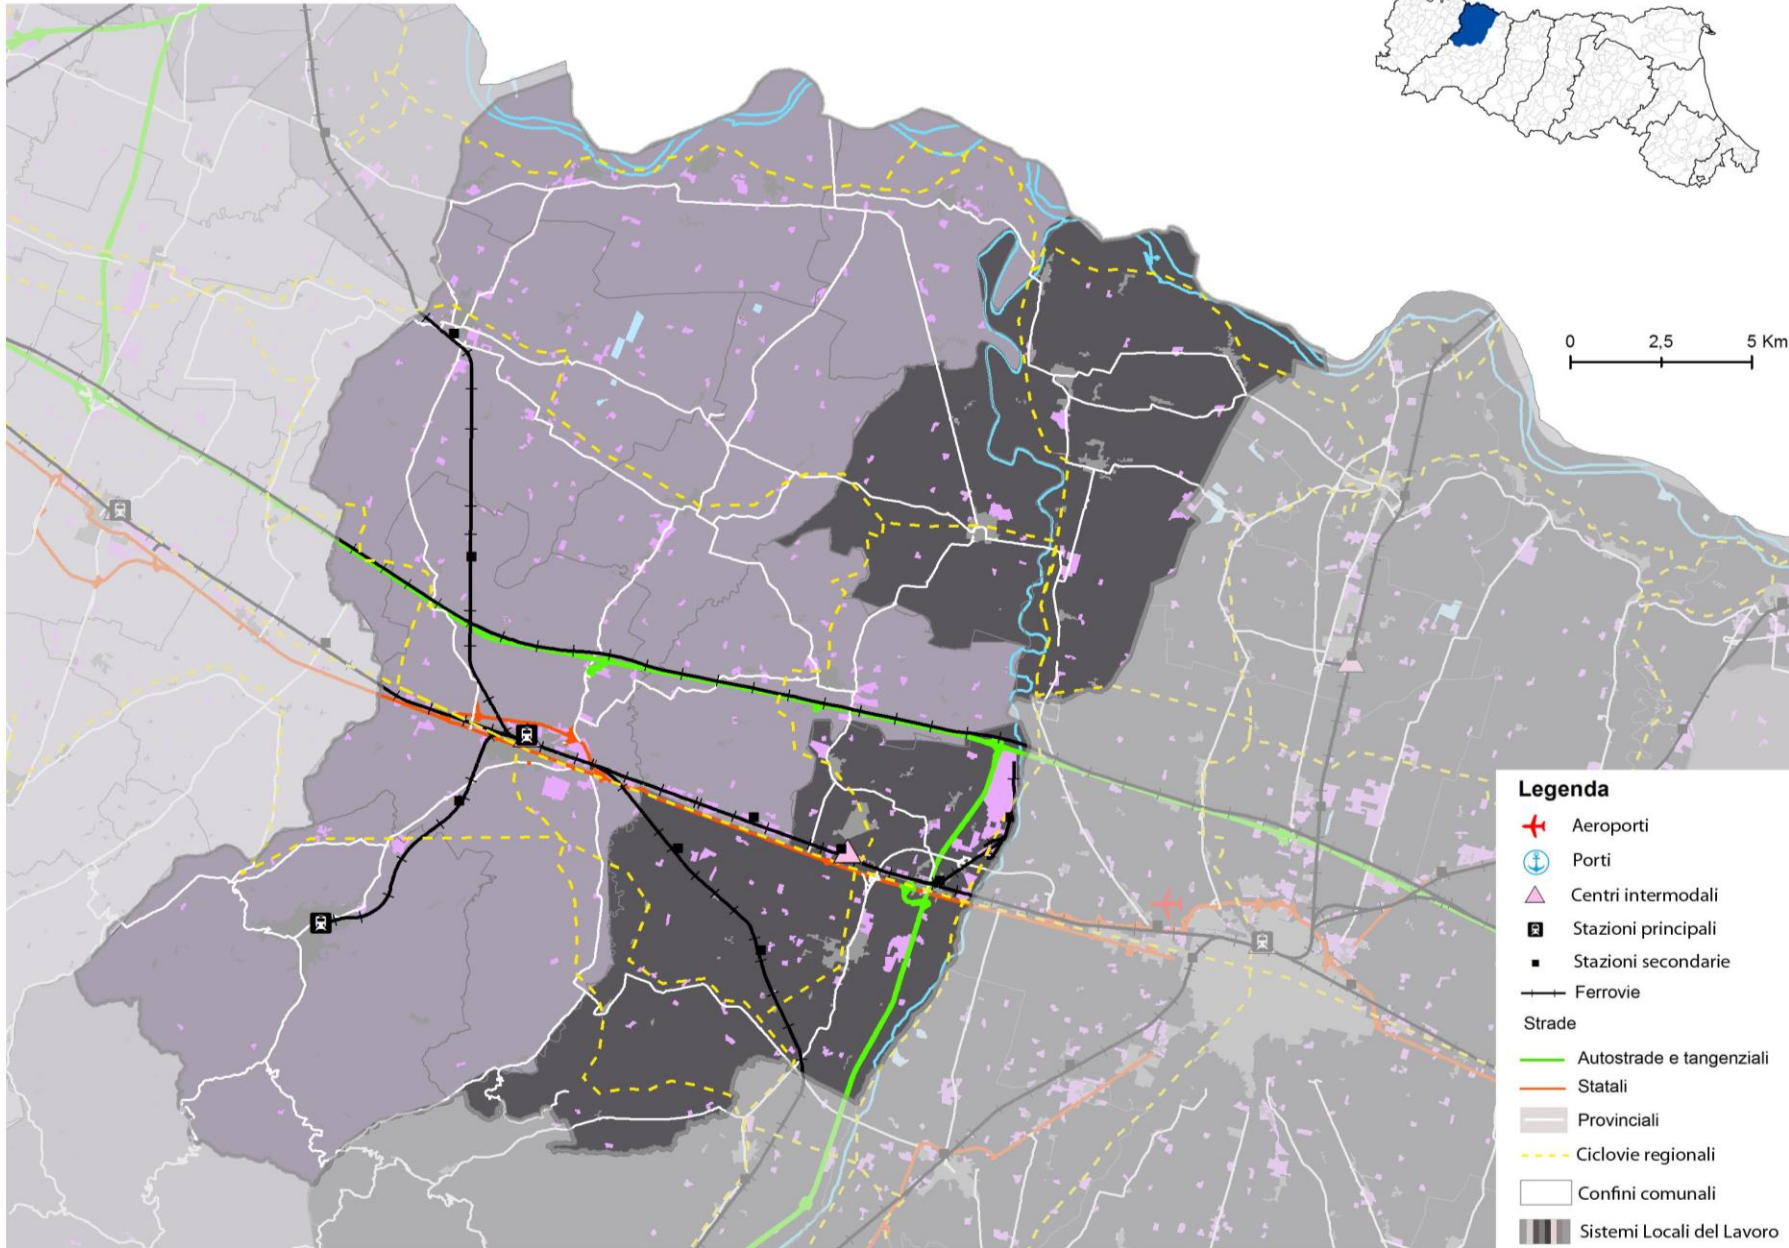 0 2,5 5 Km
Legenda
Aeroporti
Porti
Centri intermodali
Stazioni principali
Stazioni secondarie
Ferrovie
Strade
Autostrade e tangenziali
Statali
Provinciali
Ciclovie regionali
Confini comunali
Sistemi Locali del Lavoro